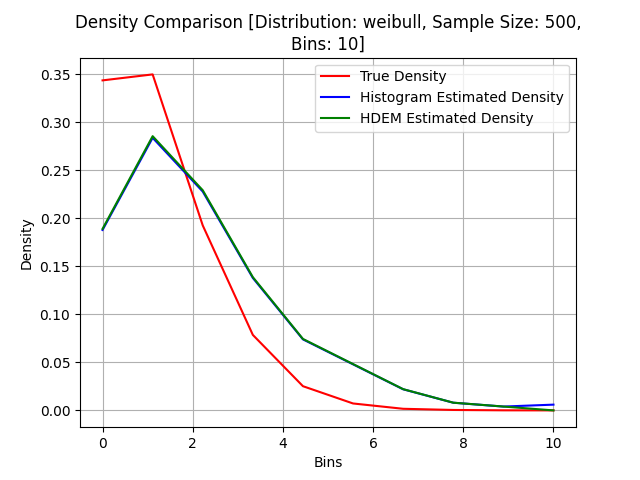 Density Comparison [Distribution: weibull, Sample Size: 500,
Bins: 10]
True Density
Histogram Estimated Density
HDEM Estimated Density
Density
0.35
0.30
0.25
0.20
0.15
0.10
0.05
0.00
0 2 4 6 8 10
Bins